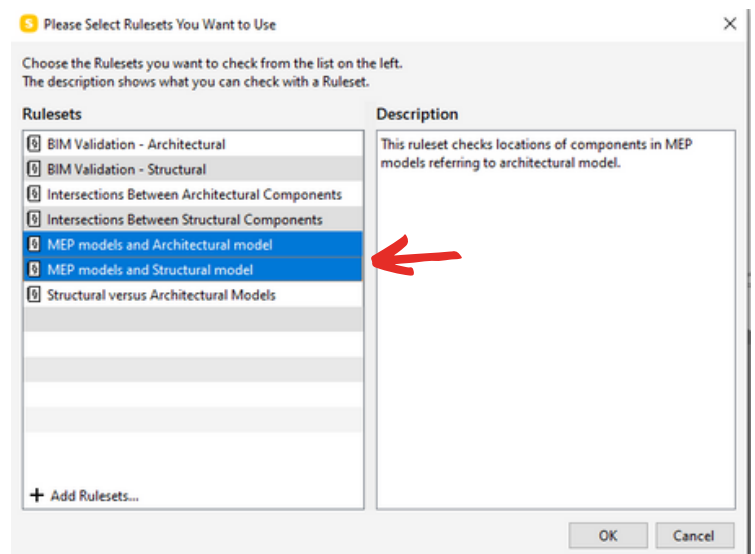 S Please Select Rulesets You Want to Use
Choose the Rulesets you want to check from the list on the left.
The description shows what you can check with a Ruleset.
Rulesets
BIM Validation - Architectural
BIM Validation - Structural
Intersections Between Architectural Components
Intersections Between Structural Components
MEP models and Architectural model
MEP models and Structural model
Structural versus Architectural Models
+ Add Rulesets...
Description
This ruleset checks locations of components in MEP
models referring to architectural model.
OK
Cancel